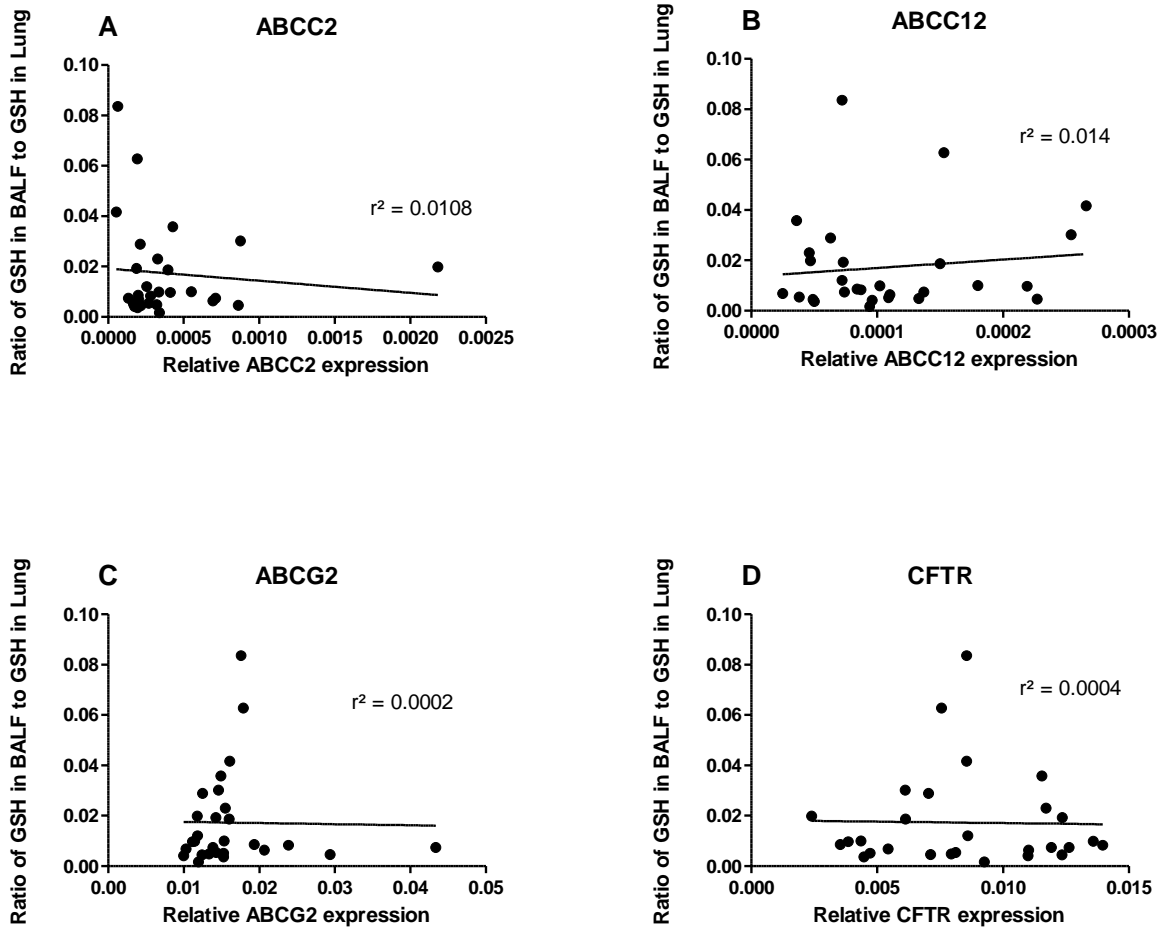 A
ABCC2
Ratio of GSH in BALF to GSH in Lung
0.10
0.08
0.06
0.04
0.02
0.00
r² = 0.0108
0.0000 0.0005 0.0010 0.0015 0.0020 0.0025
Relative ABCC2 expression
B
ABCC12
Ratio of GSH in BALF to GSH in Lung
0.10
0.08
0.06
0.04
0.02
0.00
r² = 0.014
0.0000 0.0001 0.0002 0.0003
Relative ABCC12 expression
C
ABCG2
Ratio of GSH in BALF to GSH in Lung
0.10
0.08
0.06
0.04
0.02
0.00
r² = 0.0002
0.00 0.01 0.02 0.03 0.04 0.05
Relative ABCG2 expression
D
CFTR
Ratio of GSH in BALF to GSH in Lung
0.10
0.08
0.06
0.04
0.02
0.00
r² = 0.0004
0.000 0.005 0.010 0.015
Relative CFTR expression